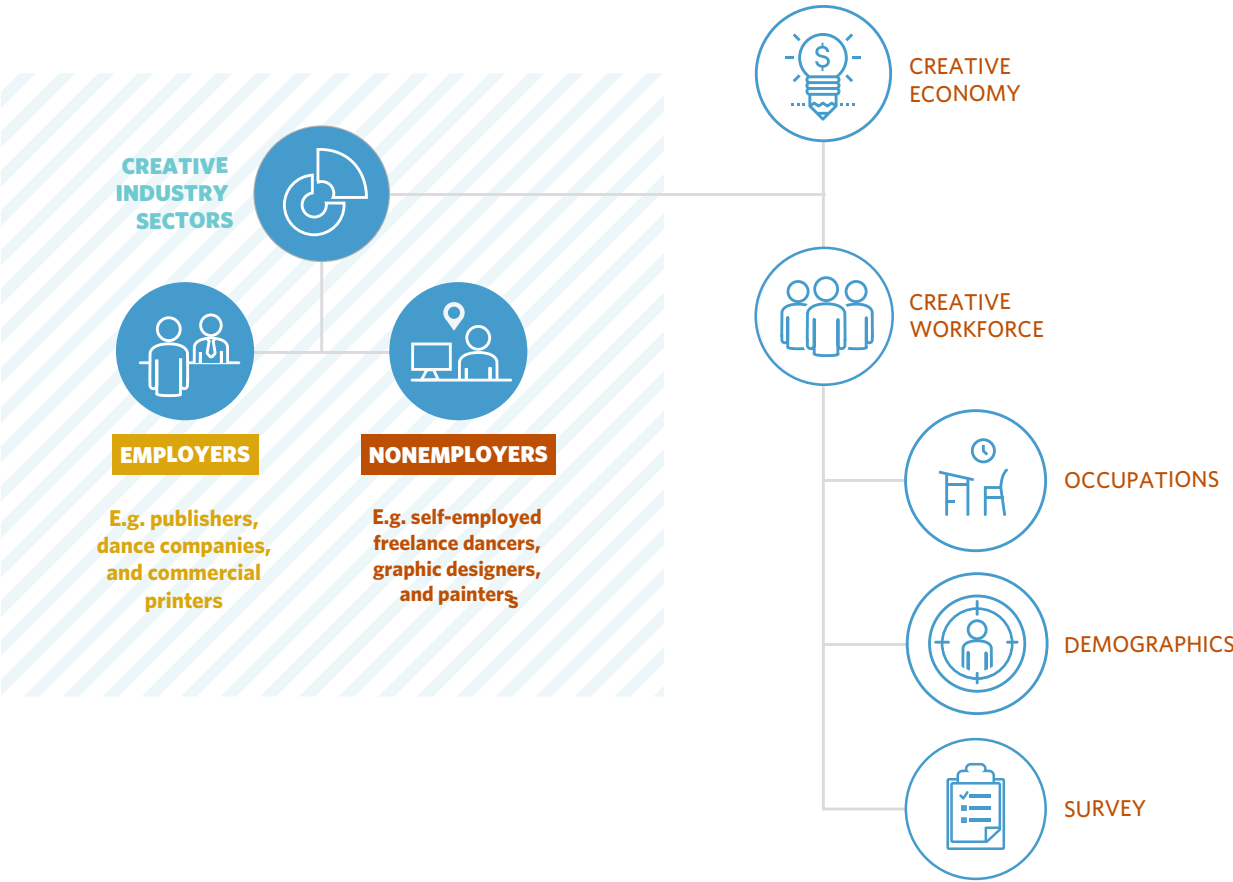 CREATIVE
ECONOMY
$
CREATIVE
INDUSTRY
SECTORS
CREATIVE
WORKFORCE
EMPLOYERS
NONEMPLOYERS
E.g. publishers,
dance companies,
and commercial
printers
E.g. self-employed
freelance dancers,
graphic designers,
and painters
OCCUPATIONS
DEMOGRAPHICS
SURVEY